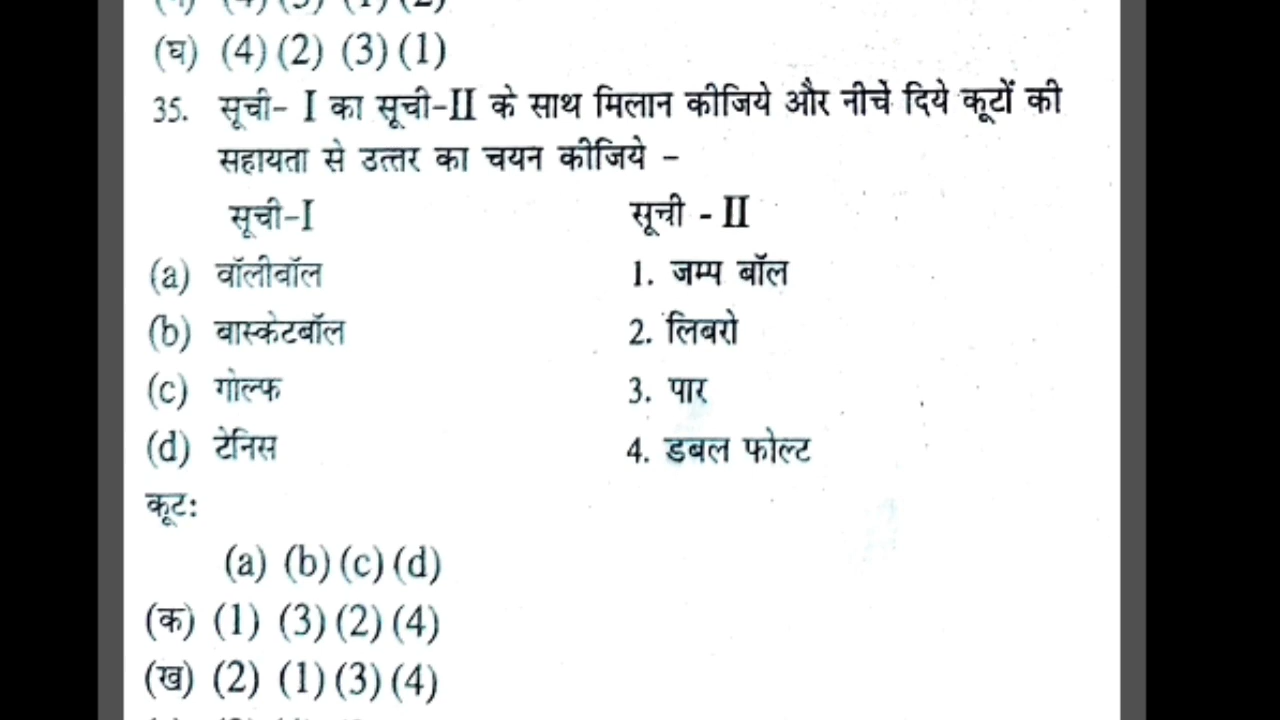 (घ) (4) (2) (3) (1)
35. सूची- I का सूची-II के साथ मिलान कीजिये और नीचें दिये कूटों की
सहायता से उत्तर का चयन कीजिये -
सूची-I सूची - II
(a) वॉलीबॉल 1. जम्प बॉल
(b) बास्केटबॉल 2. लिबरो
(c) गोल्फ 3. पार
(d) टेनिस 4. डबल फोल्ट
कूट:
(a) (b) (c) (d)
(क) (1) (3) (2) (4)
(ख) (2) (1) (3) (4)